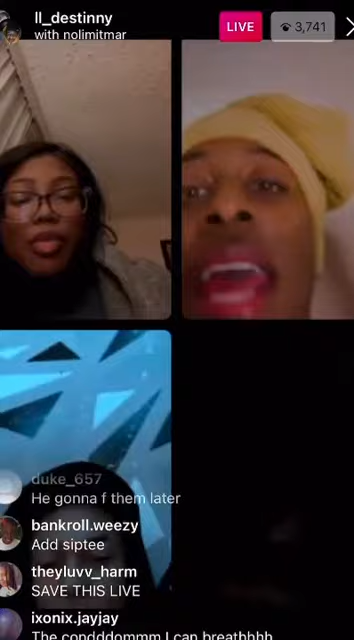 ll_destinny
with nolimitmar
LIVE
3,741
duke_657
He gonna f them later
bankroll.weezy
Add siptee
theyluvv_harm
SAVE THIS LIVE
ixonix.jayjay
The condddommm I can breathhhh